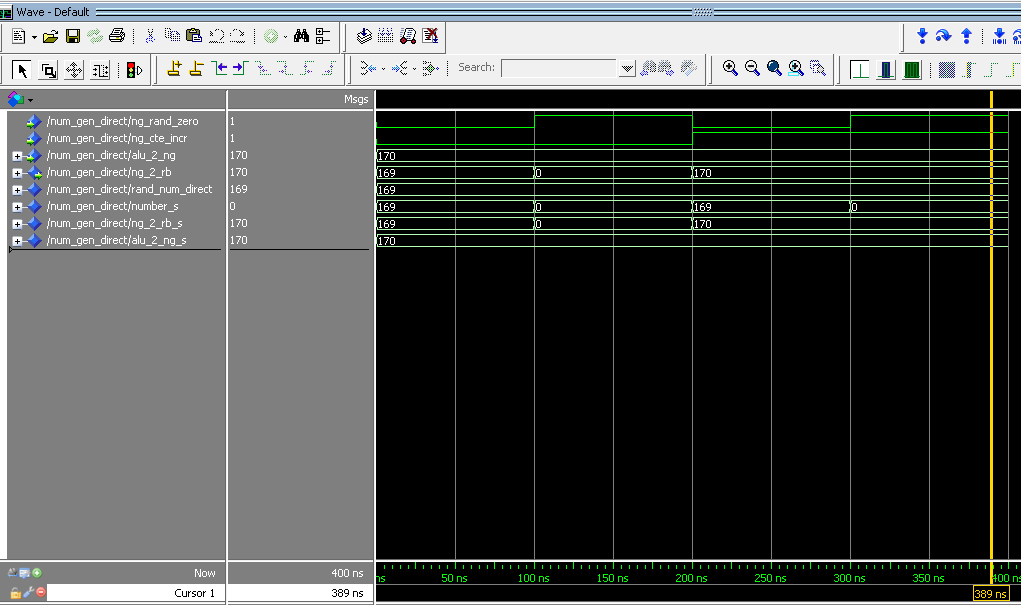 Wave - Default
Search:
Msgs
/num_gen_direct/ng_rand_zero 1
/num_gen_direct/ng_cte_incr 1
/num_gen_direct/alu_2_ng 170 170
/num_gen_direct/ng_2_rb 170 169 0 170
/num_gen_direct/rand_num_direct 169 169
/num_gen_direct/number_s 0 169 0 169 0
/num_gen_direct/ng_2_rb_s 170 169 0 170
/num_gen_direct/alu_2_ng_s 170 170
Now 400 ns ns 50 ns 100 ns 150 ns 200 ns 250 ns 300 ns 350 ns 400 ns
Cursor 1 389 ns 389 ns